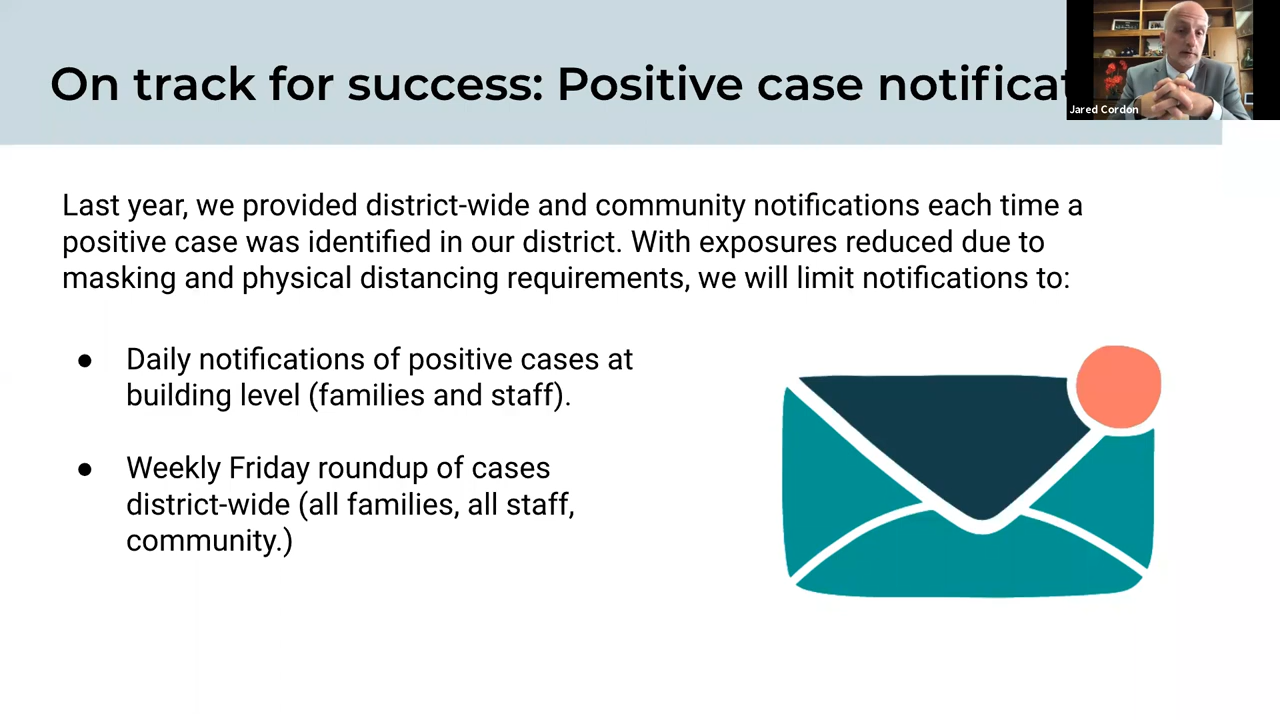 On track for success: Positive case notificat
Jared Cordon
Last year, we provided district-wide and community notifications each time a
positive case was identified in our district. With exposures reduced due to
masking and physical distancing requirements, we will limit notifications to:
● Daily notifications of positive cases at
building level (families and staff).
● Weekly Friday roundup of cases
district-wide (all families, all staff,
community.)